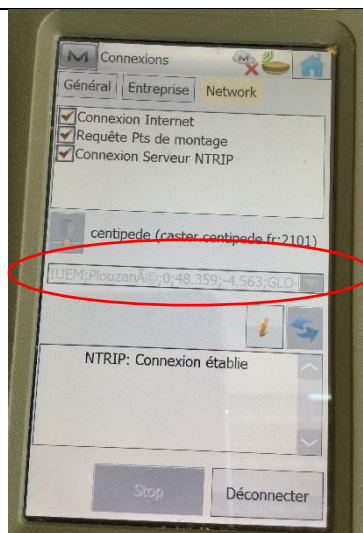 M Connexions
Général Entreprise Network
Connexion Internet
Requête Pts de montage
Connexion Serveur NTRIP
centipede (caster.centipede.fr:2101)
IUEM;PlouzanÃ©;0;48.359;-4.563;GLO-
i
NTRIP: Connexion établie
Stop Déconnecter